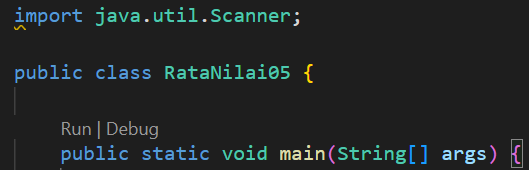 import java.util.Scanner;
public class RataNilai05 {
Run | Debug
public static void main(String[] args) {